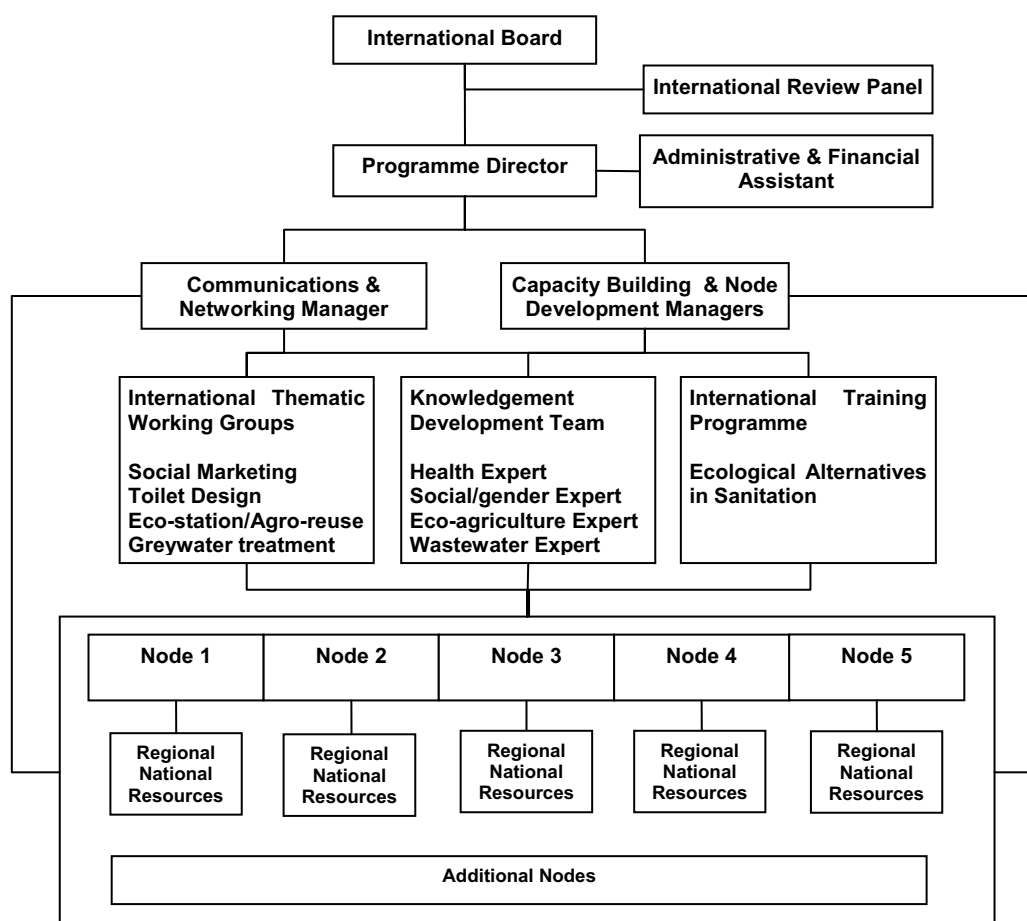 International Board
International Review Panel
Programme Director
Administrative & Financial
Assistant
Communications &
Networking Manager
Capacity Building & Node
Development Managers
International Thematic
Working Groups
Social Marketing
Toilet Design
Eco-station/Agro-reuse
Greywater treatment
Knowledgement
Development Team
Health Expert
Social/gender Expert
Eco-agriculture Expert
Wastewater Expert
International Training
Programme
Ecological Alternatives
in Sanitation
Node 1
Node 2
Node 3
Node 4
Node 5
Regional
National
Resources
Regional
National
Resources
Regional
National
Resources
Regional
National
Resources
Regional
National
Resources
Additional Nodes